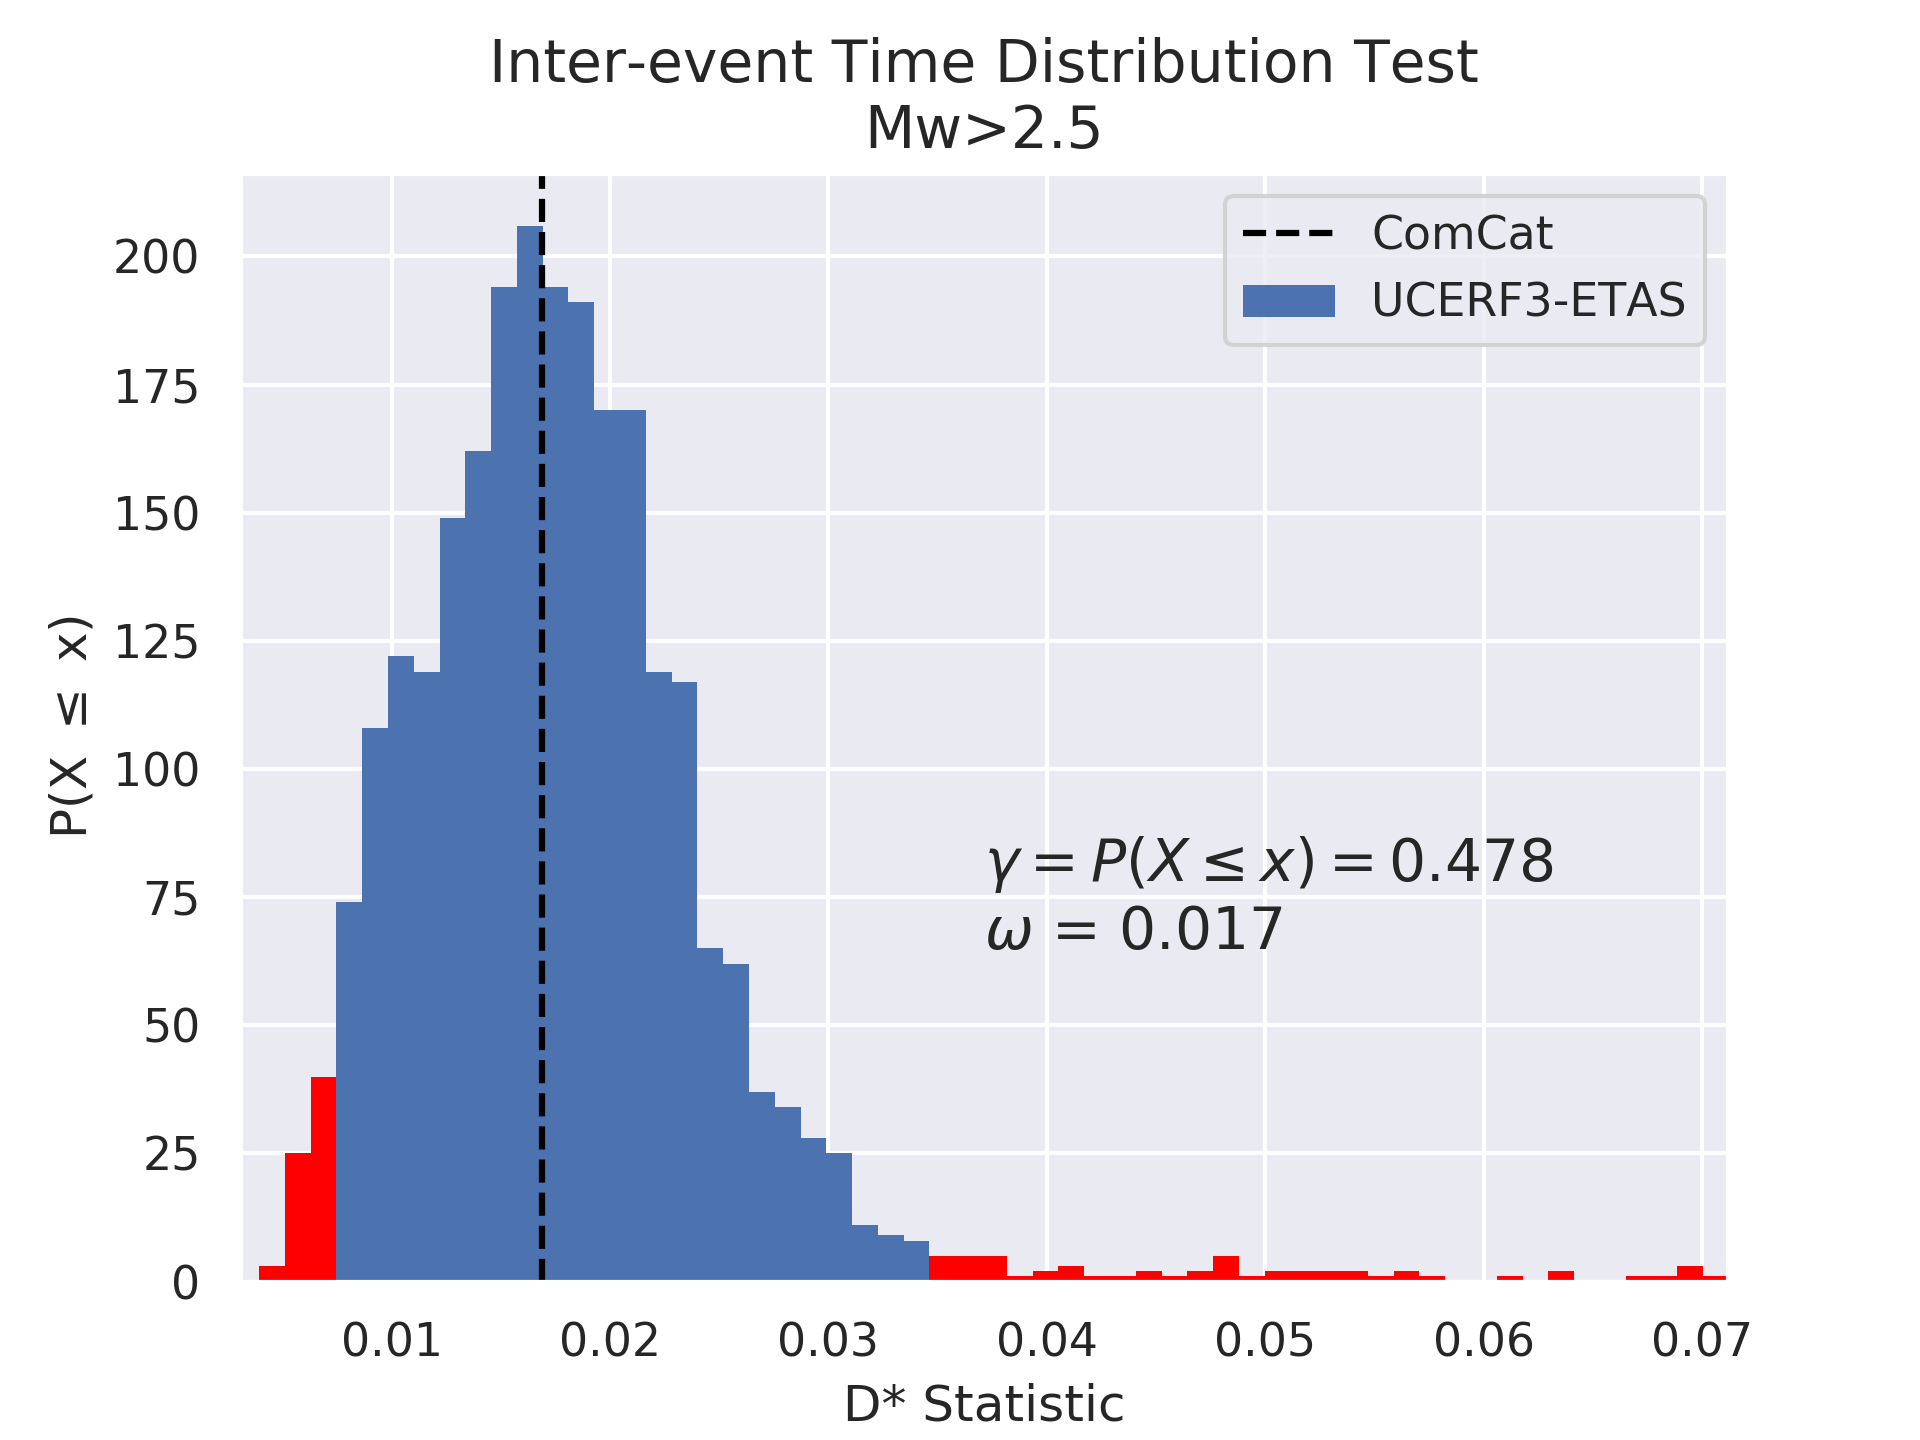 Inter-event Time Distribution Test
Mw>2.5
ComCat
UCERF3-ETAS
P(X ≤ x)
200
175
150
125
100
75
50
25
0
γ = P(X ≤ x) = 0.478
ω = 0.017
0.01 0.02 0.03 0.04 0.05 0.06 0.07
D* Statistic